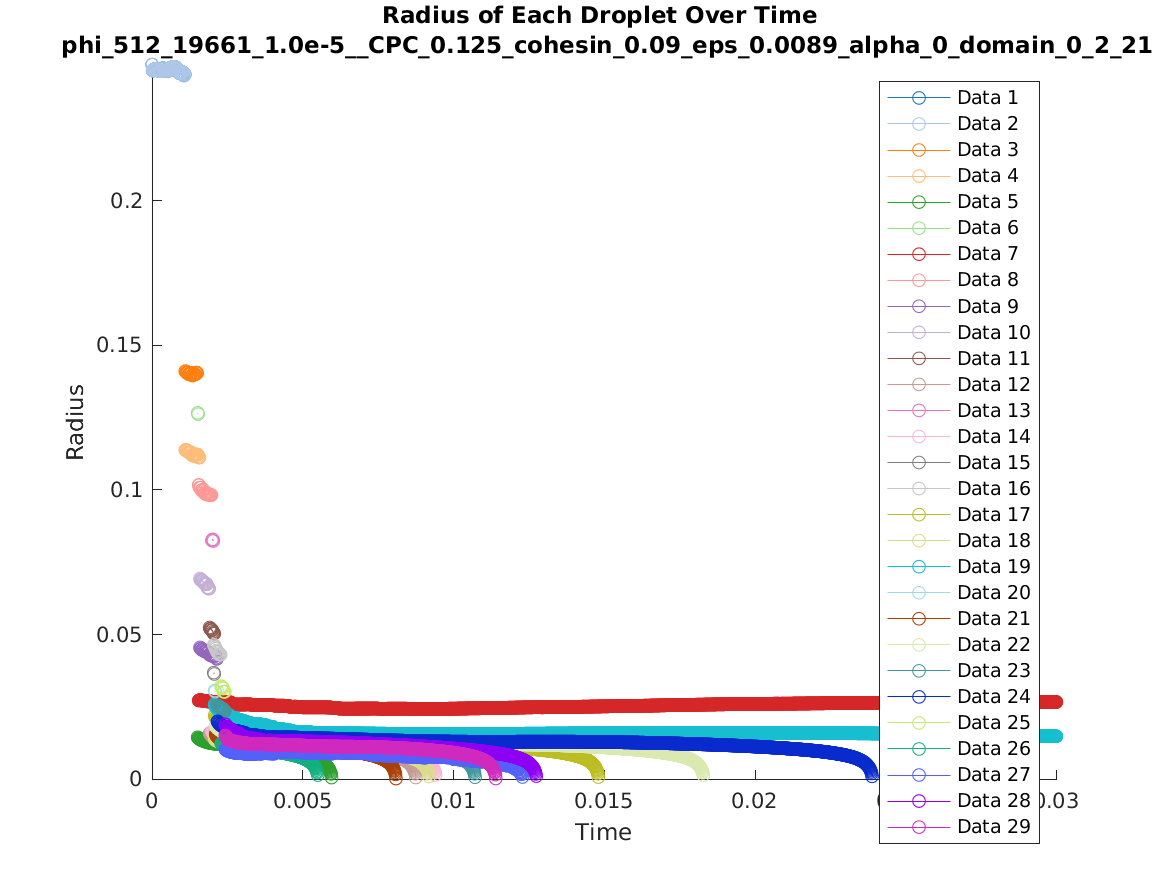 Radius of Each Droplet Over Time
phi_512_19661_1.0e-5__CPC_0.125_cohesin_0.09_eps_0.0089_alpha_0_domain_0_2_21
0.2
0.15
0.1
0.05
0
Radius
0
0.005
0.01
0.015
0.02
0.03
Time
Data 1
Data 2
Data 3
Data 4
Data 5
Data 6
Data 7
Data 8
Data 9
Data 10
Data 11
Data 12
Data 13
Data 14
Data 15
Data 16
Data 17
Data 18
Data 19
Data 20
Data 21
Data 22
Data 23
Data 24
Data 25
Data 26
Data 27
Data 28
Data 29